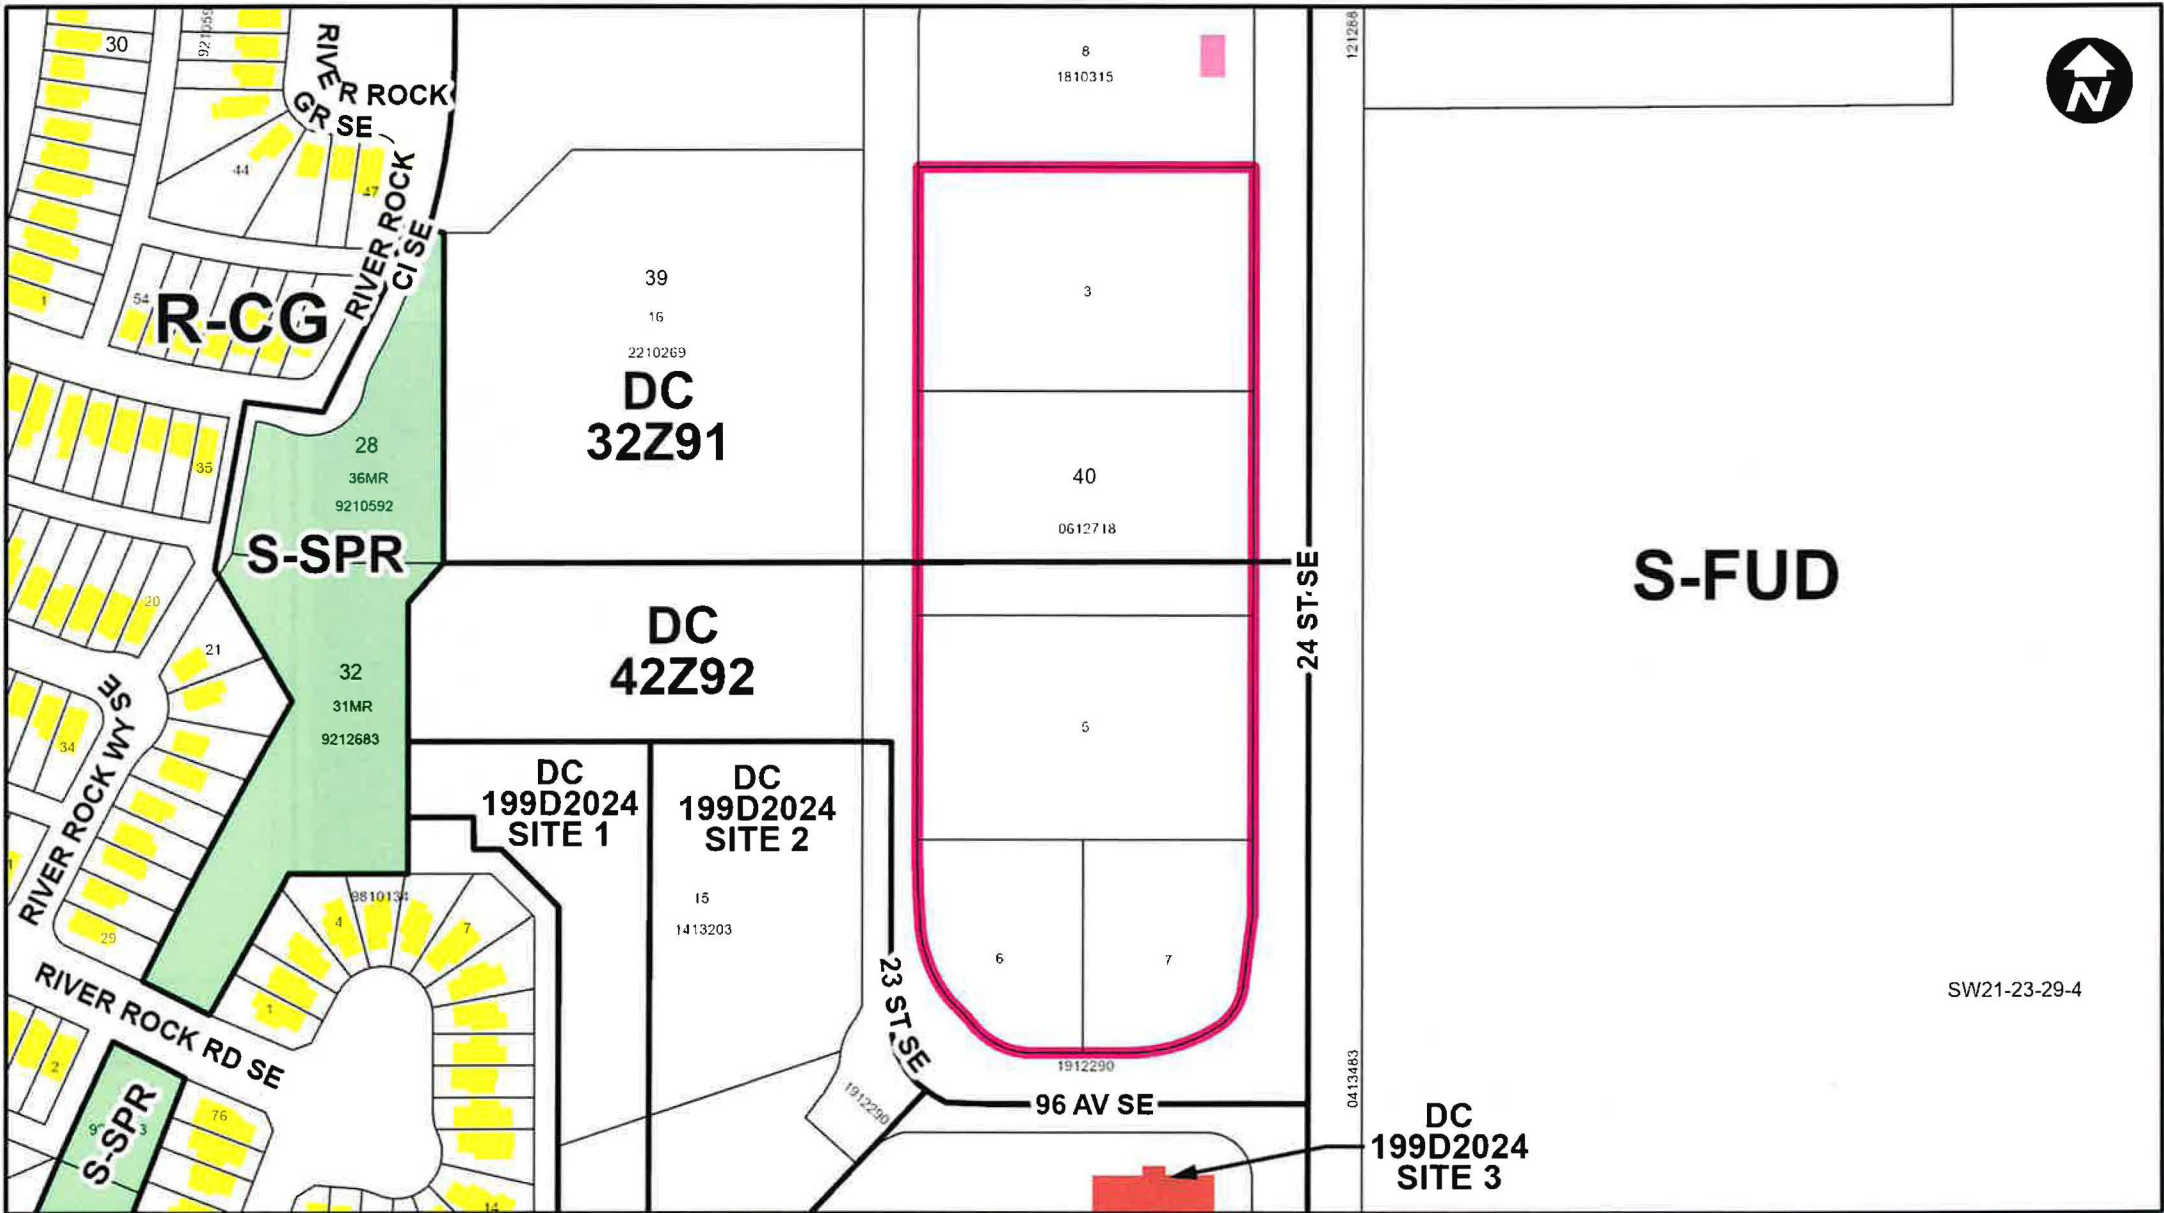 30
RIVER ROCK
GR SE
44
47
RIVER ROCK
CI SE
54
1
R-CG
35
28
36MR
9210592
S-SPR
20
21
32
31MR
9212683
34
RIVER ROCK WY SE
29
RIVER ROCK RD SE
2
S-SPR
76
9810134
4
7
1
14
39
16
2210269
DC
32Z91
DC
42Z92
DC
199D2024
SITE 1
DC
199D2024
SITE 2
15
1413203
23 ST SE
1912290
8
1810315
3
40
0612718
5
6
7
1912290
96 AV SE
24 ST SE
121288
0413483
DC
199D2024
SITE 3
N
S-FUD
SW21-23-29-4